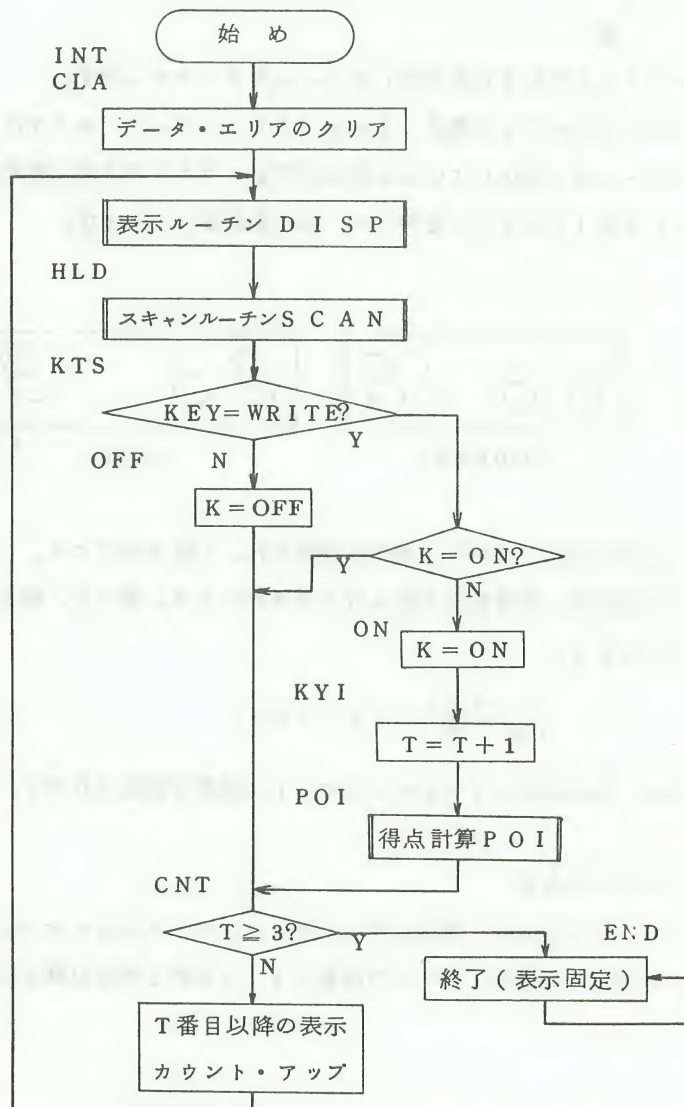 始め
INT
CLA
データ・エリアのクリア
表示ルーチンDISP
HLD
スキャンルーチンSCAN
KTS
KEY=WRITE?
Y
OFF
N
K=OFF
K=ON?
Y
N
ON
K=ON
KYI
T=T+1
POI
得点計算POI
CNT
T≧3?
Y
N
END
終了(表示固定)
T番目以降の表示
カウント・アップ